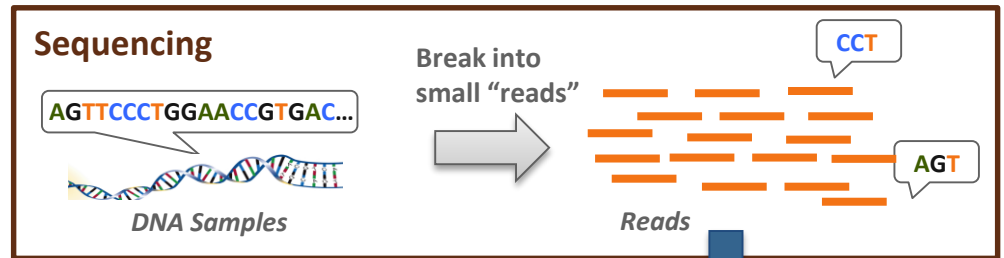 Sequencing
AGTTCCCTGGAACCGTGAC...
DNA Samples
Break into
small “reads”
CCT
AGT
Reads